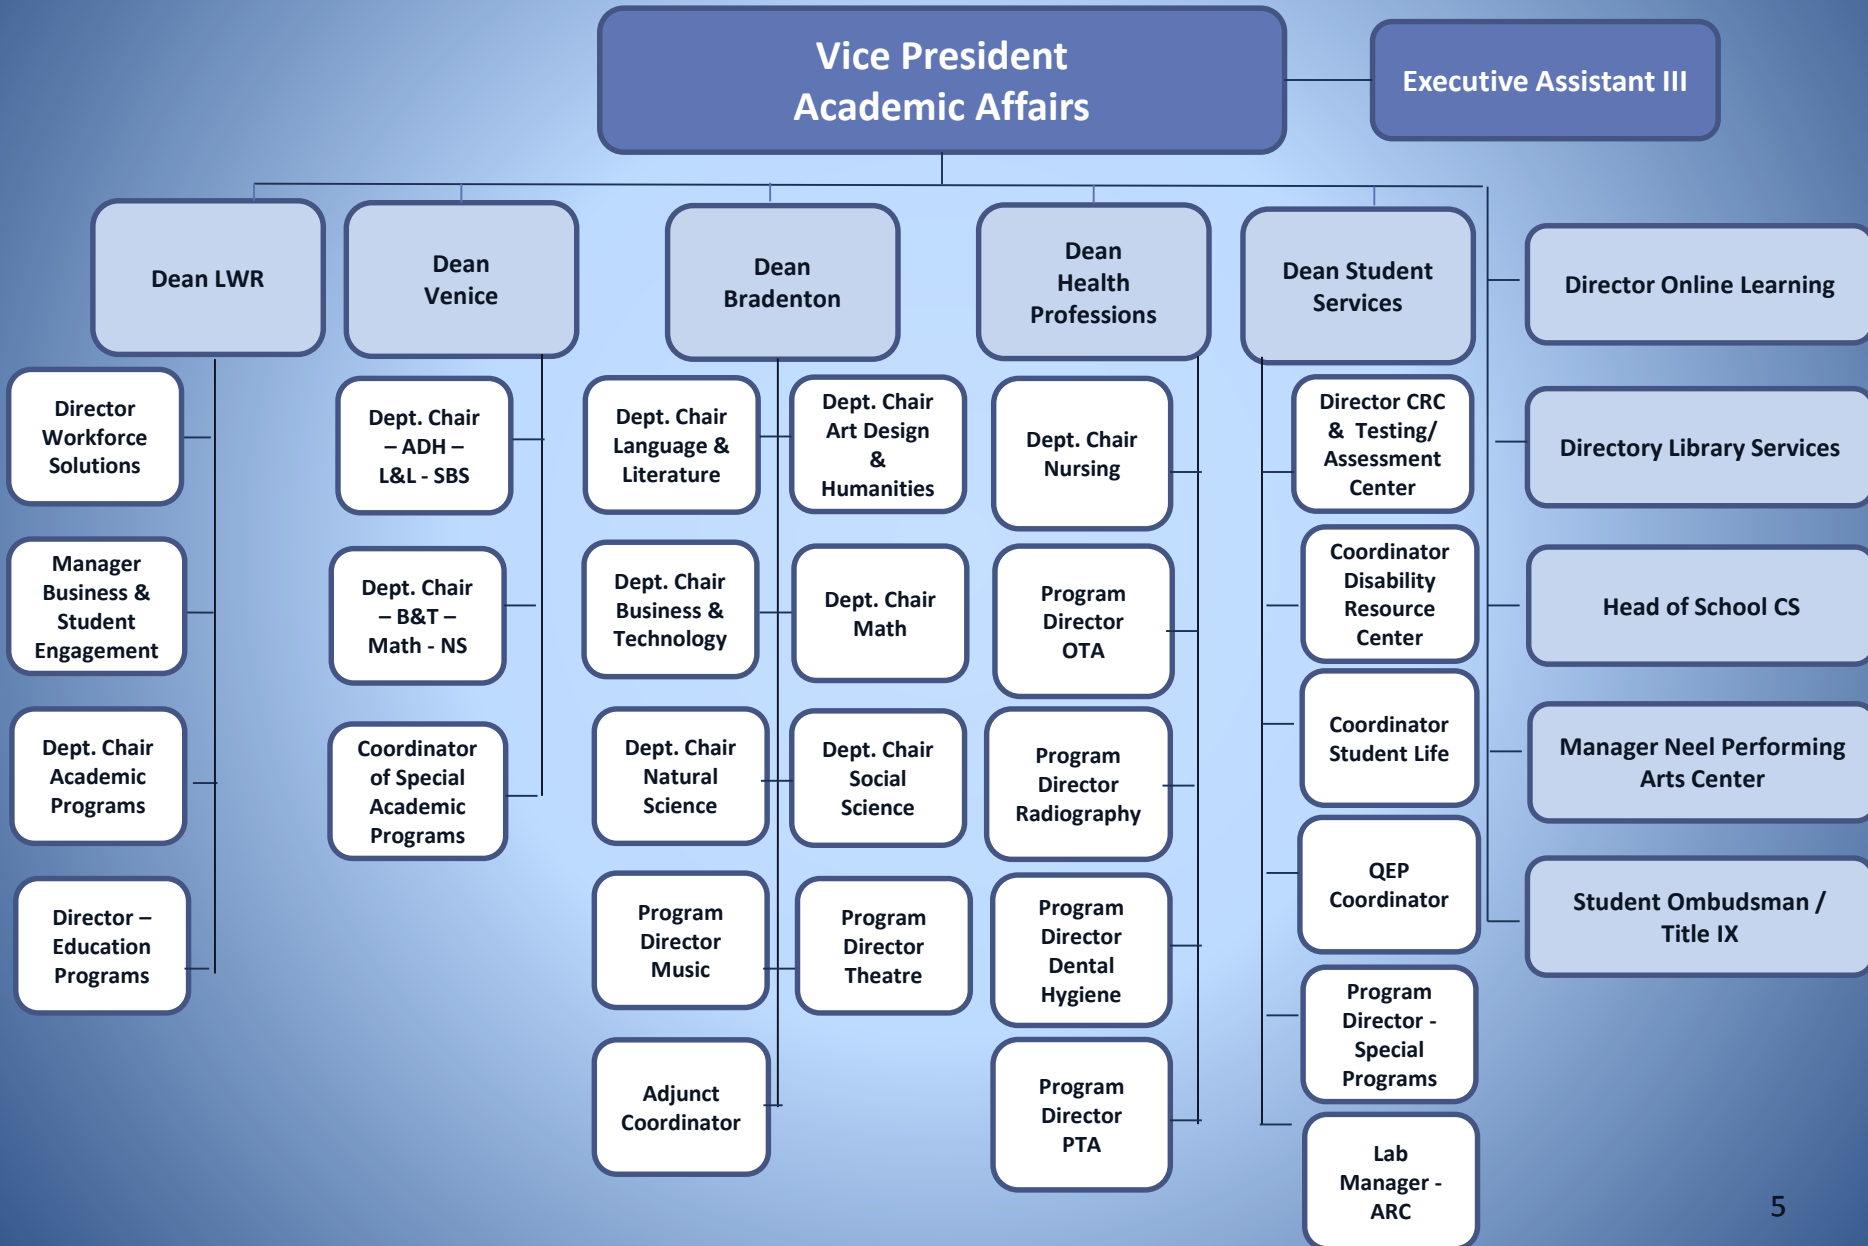 Vice President
Academic Affairs
Executive Assistant III
Dean LWR
Dean
Venice
Dean
Bradenton
Dean
Health
Professions
Dean Student
Services
Director Online Learning
Directory Library Services
Head of School CS
Manager Neel Performing
Arts Center
Student Ombudsman /
Title IX
Director
Workforce
Solutions
Manager
Business &
Student
Engagement
Dept. Chair
Academic
Programs
Director –
Education
Programs
Dept. Chair
– ADH –
L&L - SBS
Dept. Chair
– B&T –
Math - NS
Coordinator
of Special
Academic
Programs
Dept. Chair
Language &
Literature
Dept. Chair
Art Design
&
Humanities
Dept. Chair
Business &
Technology
Dept. Chair
Math
Dept. Chair
Natural
Science
Dept. Chair
Social
Science
Program
Director
Music
Program
Director
Theatre
Adjunct
Coordinator
Dept. Chair
Nursing
Program
Director
OTA
Program
Director
Radiography
Program
Director
Dental
Hygiene
Program
Director
PTA
Director CRC
& Testing/
Assessment
Center
Coordinator
Disability
Resource
Center
Coordinator
Student Life
QEP
Coordinator
Program
Director -
Special
Programs
Lab
Manager -
ARC
5